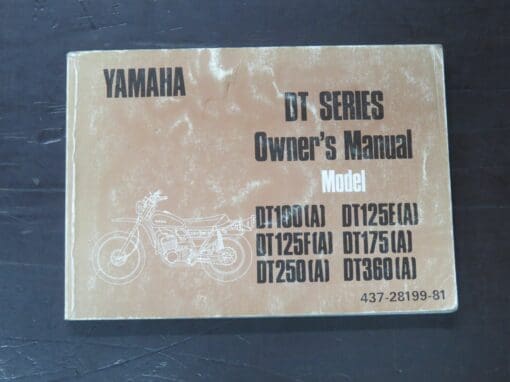 YAMAHA
DT SERIES
Owner's Manual
Model
DT100(A) DT125E(A)
DT125F(A) DT175(A)
DT250(A) DT360(A)
437-28199-81